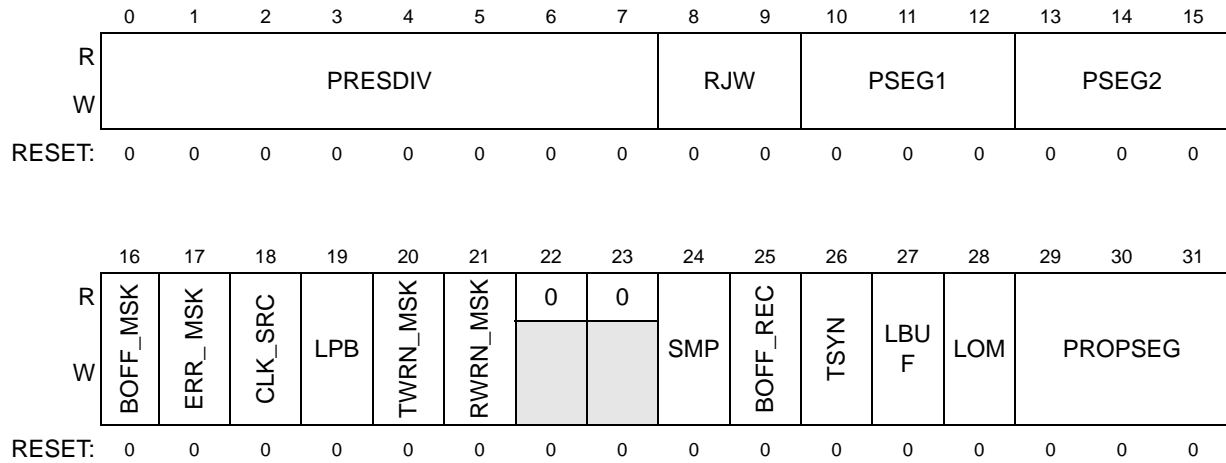 0 1 2 3 4 5 6 7 8 9 10 11 12 13 14 15
R
W
PRESDIV RJW PSEG1 PSEG2
RESET: 0 0 0 0 0 0 0 0 0 0 0 0 0 0 0 0
16 17 18 19 20 21 22 23 24 25 26 27 28 29 30 31
R
W
BOFF_MSK
ERR_ MSK
CLK_SRC
LPB
TWRN_MSK
RWRN_MSK
0 0
SMP
BOFF_REC
TSYN
LBU
F
LOM
PROPSEG
RESET: 0 0 0 0 0 0 0 0 0 0 0 0 0 0 0 0